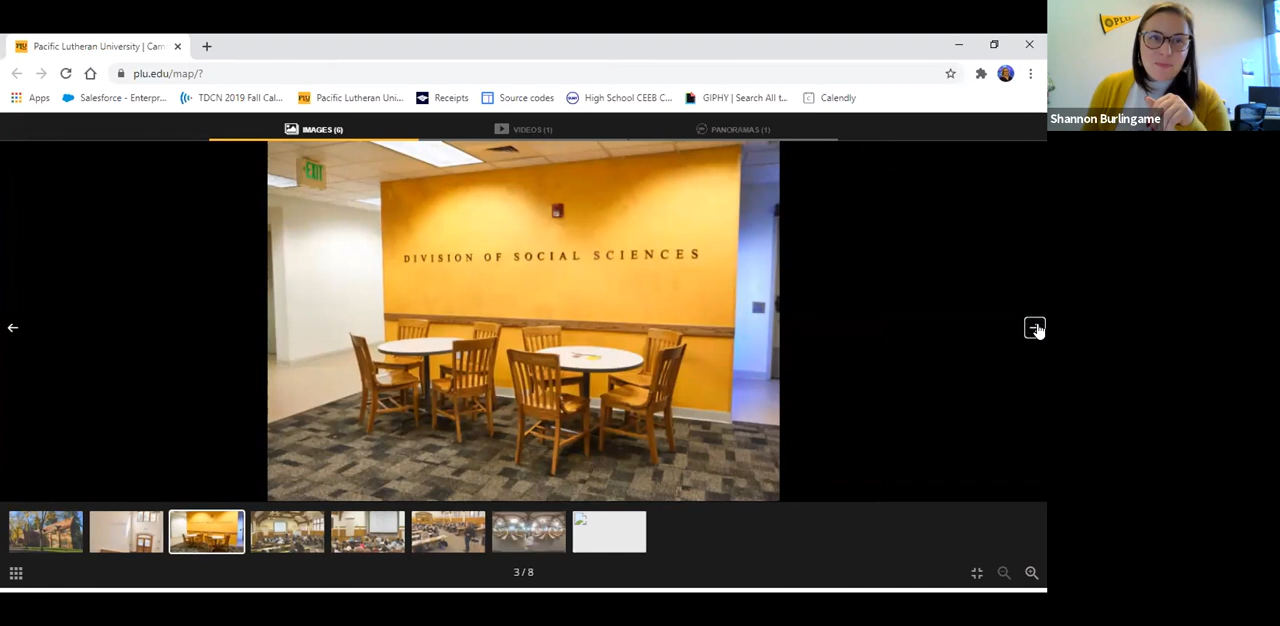 PLU
Pacific Lutheran University | Cam
plu.edu/map/?
Apps
Salesforce - Enterpr...
TDCN 2019 Fall Cal...
Pacific Lutheran Uni...
Receipts
Source codes
High School CEEB C...
GIPHY | Search All t...
Calendly
Shannon Burlingame
IMAGES (6)
VIDEOS (1)
PANORAMAS (1)
EXIT
DIVISION OF SOCIAL SCIENCES
3 / 8